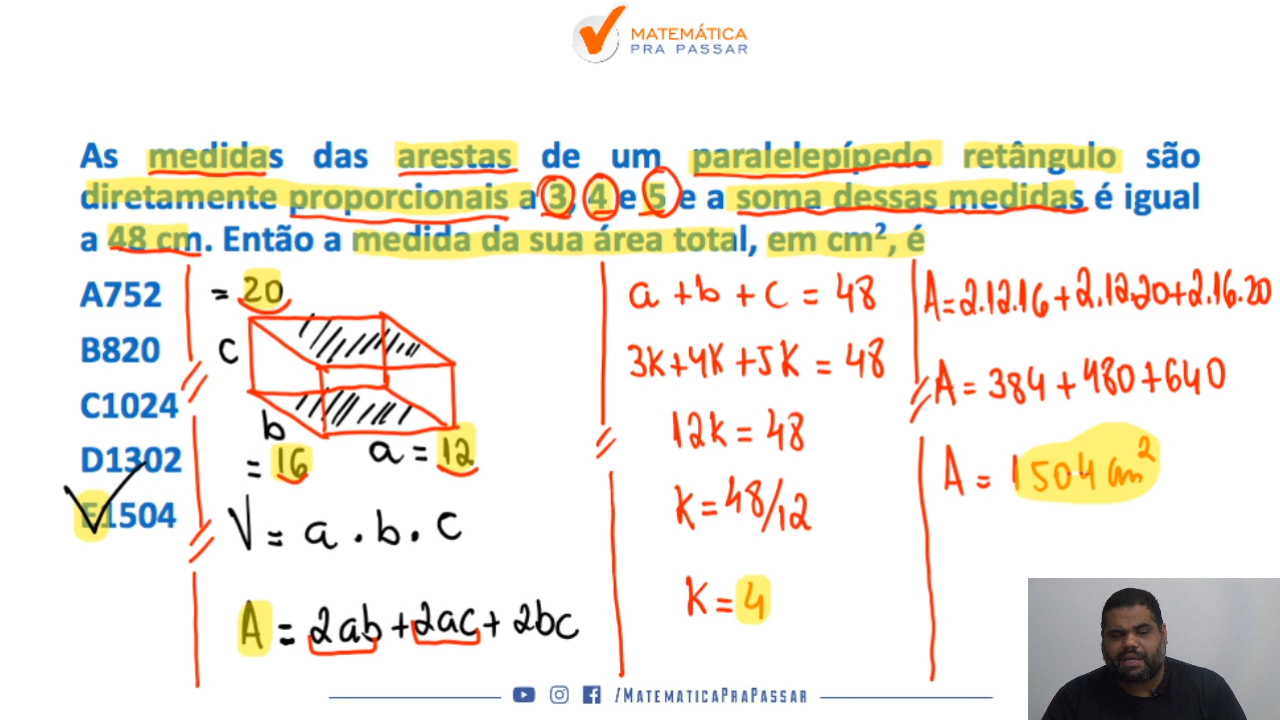 MATEMÁTICA
PRA PASSAR
As medidas das arestas de um paralelepípedo retângulo são
diretamente proporcionais a 3, 4 e 5 e a soma dessas medidas é igual
a 48 cm. Então a medida da sua área total, em cm², é
A752
B820
C1024
D1302
E1504
= 20
c
b
= 16
a = 12
V = a . b . c
A = 2ab + 2ac + 2bc
a + b + c = 48
3K + 4K + 5K = 48
12K = 48
K = 48/12
K = 4
A = 2.12.16 + 2.12.20 + 2.16.20
A = 384 + 480 + 640
A = 1504 cm²
/MATEMATICAPRAPASSAR